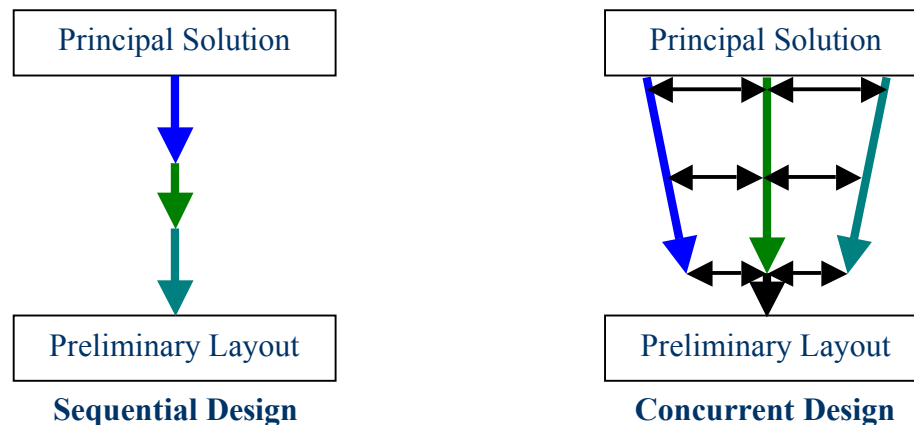 Principal Solution
Preliminary Layout
Sequential Design
Principal Solution
Preliminary Layout
Concurrent Design